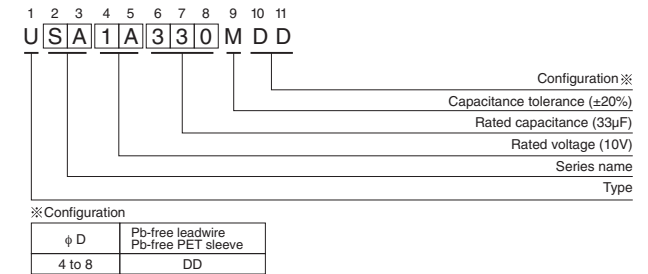 1 2 3 4 5 6 7 8 9 10 11
U S A 1 A 3 3 0 M D D
Configuration※
Capacitance tolerance (±20%)
Rated capacitance (33µF)
Rated voltage (10V)
Series name
Type
※Configuration
ϕ D
Pb-free leadwire
Pb-free PET sleeve
4 to 8
DD